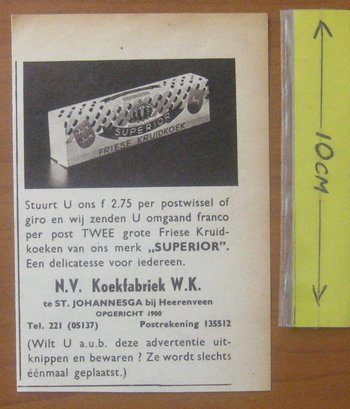 SUPERIOR
FRIESE KRUIDKOEK
Stuurt U ons f 2.75 per postwissel of
giro en wij zenden U omgaand franco
per post TWEE grote Friese Kruid-
koeken van ons merk „SUPERIOR”.
Een delicatesse voor iedereen.
N.V. Koekfabriek W.K.
te ST. JOHANNESGA bij Heerenveen
OPGERICHT 1900
Tel. 221 (05137) Postrekening 135512
(Wilt U a.u.b. deze advertentie uit-
knippen en bewaren ? Ze wordt slechts
éénmaal geplaatst.)
10CM